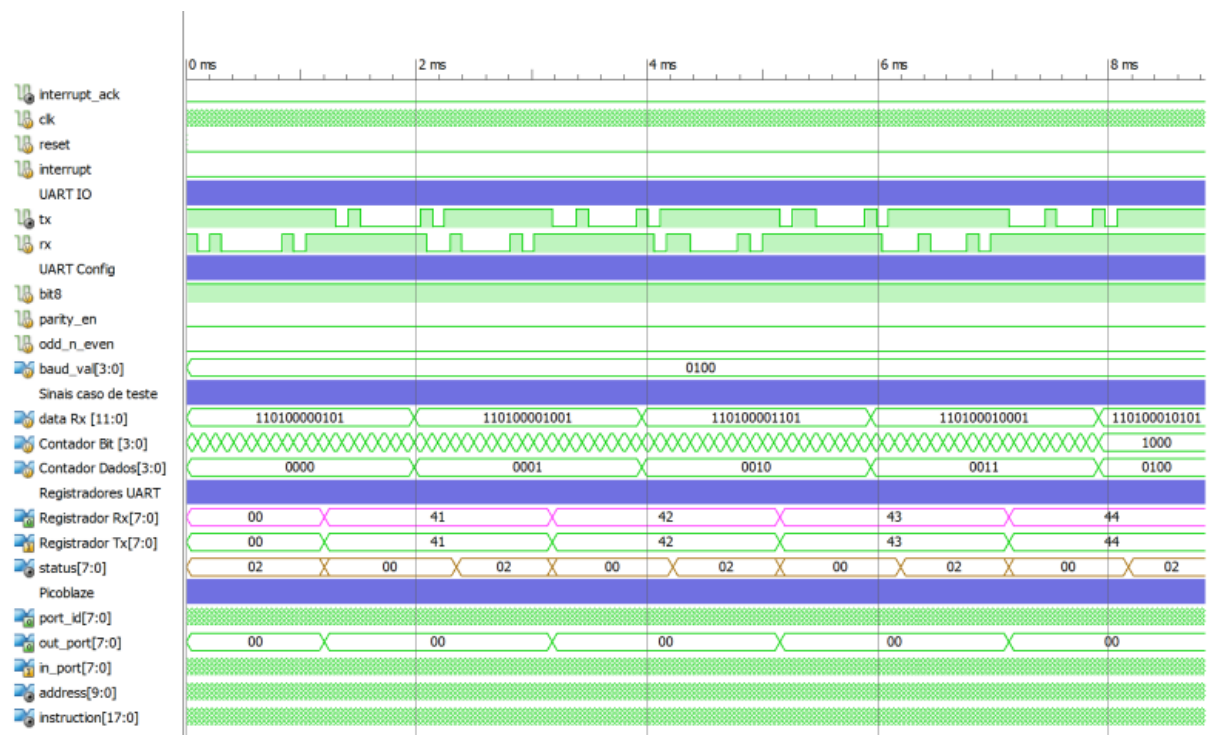 0 ms 2 ms 4 ms 6 ms 8 ms
interrupt_ack
clk
reset
interrupt
UART IO
tx
rx
UART Config
bit8
parity_en
odd_n_even
baud_val[3:0] 0100
Sinais caso de teste
data Rx [11:0] 110100000101 110100001001 110100001101 110100010001 110100010101
Contador Bit [3:0] 1000
Contador Dados[3:0] 0000 0001 0010 0011 0100
Registradores UART
Registrador Rx[7:0] 00 41 42 43 44
Registrador Tx[7:0] 00 41 42 43 44
status[7:0] 02 00 02 00 02 00 02 00 02
Picoblaze
port_id[7:0]
out_port[7:0] 00 00 00 00 00
in_port[7:0]
address[9:0]
instruction[17:0]